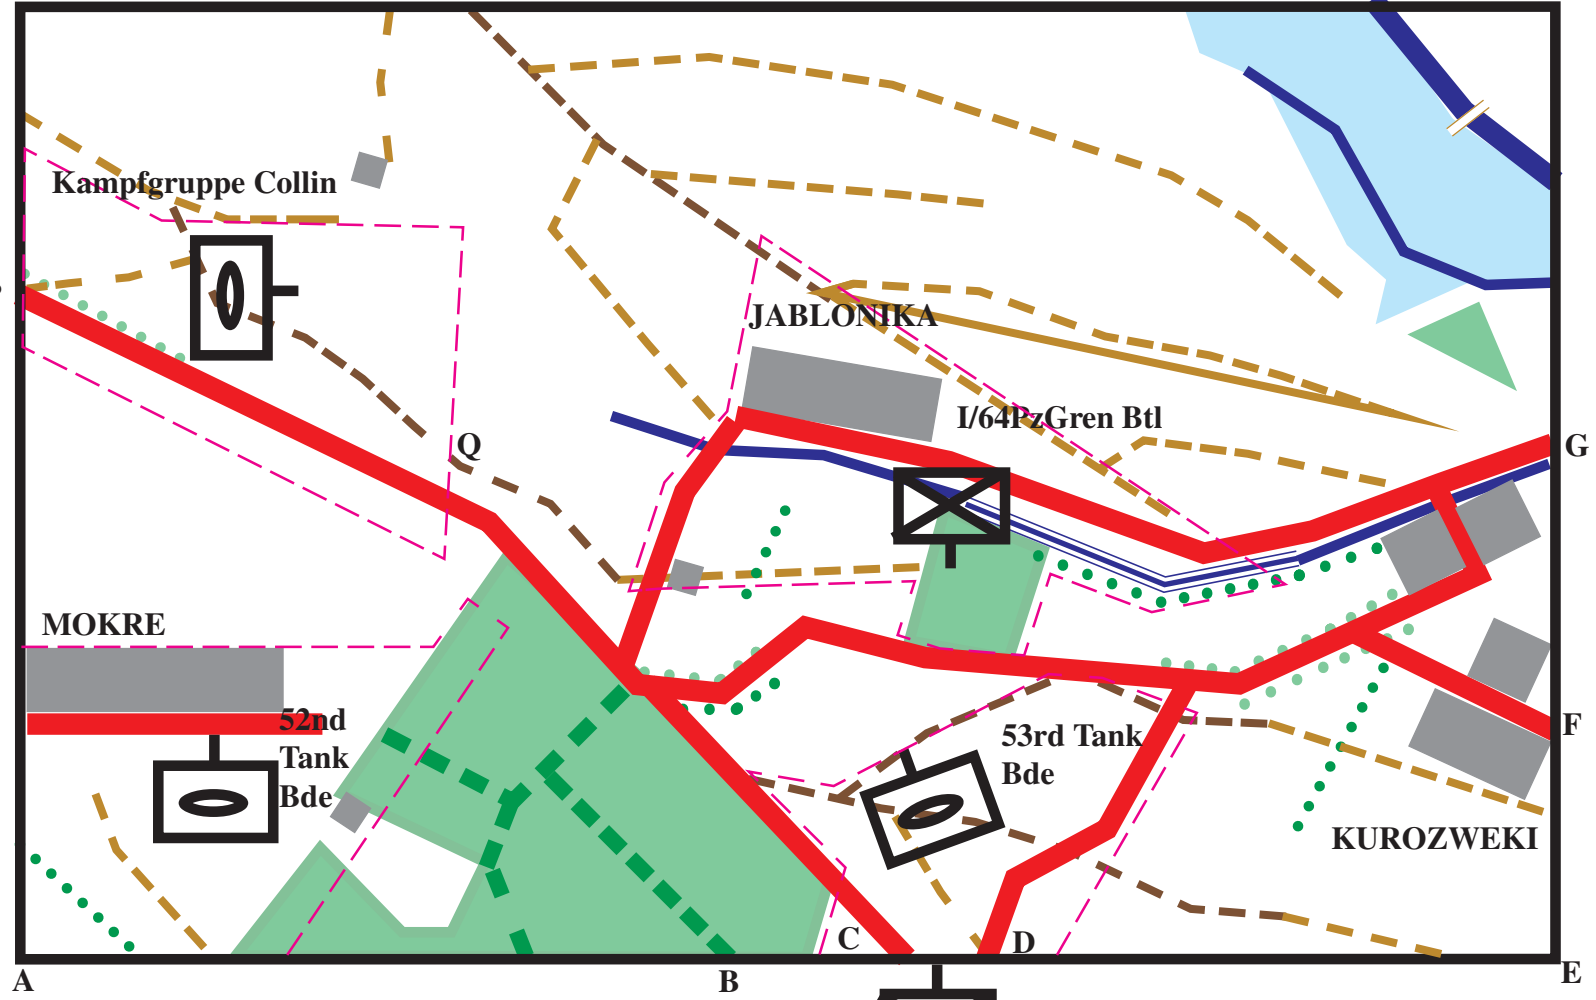 Kampfgruppe Collin
JABLONIKA
I/64PzGren Btl
Q
G
MOKRE
52nd
Tank
Bde
53rd Tank
Bde
F
KUROZWEKI
C
D
A
B
E